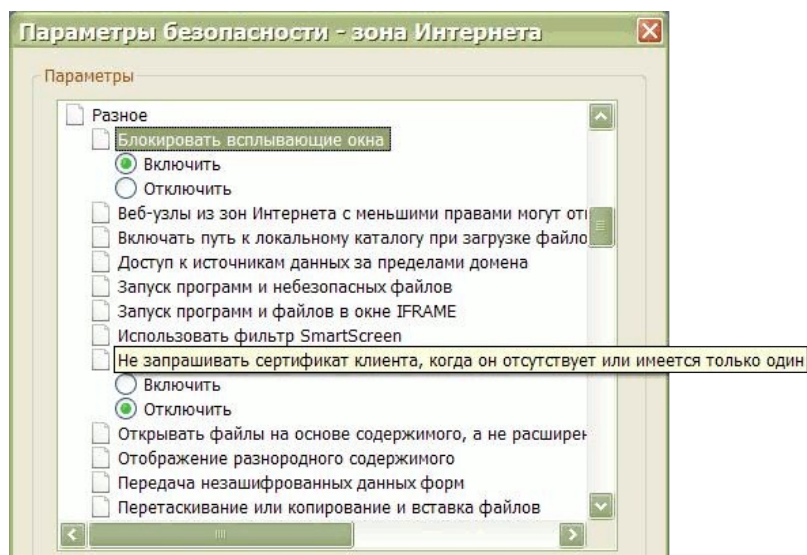 Параметры безопасности - зона Интернета
Параметры
Разное
Блокировать всплывающие окна
Включить
Отключить
Веб-узлы из зон Интернета с меньшими правами могут
Включать путь к локальному каталогу при загрузке
Доступ к источникам данных за пределами домена
Запуск программ и небезопасных файлов
Запуск программ и файлов в окне IFRAME
Использовать фильтр SmartScreen
Не запрашивать сертификат клиента, когда он отсутствует или имеется только один
Включить
Отключить
Открывать файлы на основе содержимого, а не
Отображение разнородного содержимого
Передача незашифрованных данных форм
Перетаскивание или копирование и вставка файлов